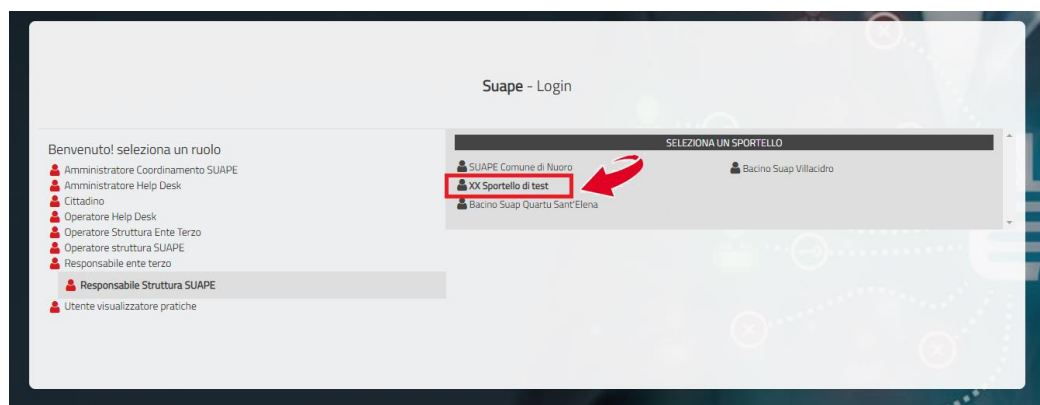 Suape - Login
Benvenuto! seleziona un ruolo
Amministratore Coordinamento SUAPE
Amministratore Help Desk
Cittadino
Operatore Help Desk
Operatore Struttura Ente Terzo
Operatore struttura SUAPE
Responsabile ente terzo
Responsabile Struttura SUAPE
Utente visualizzatore pratiche
SELEZIONA UN SPORTELLO
SUAPE Comune di Nuoro
Bacino Suap Villacidro
XX Sportello di test
Bacino Suap Quartu Sant'Elena